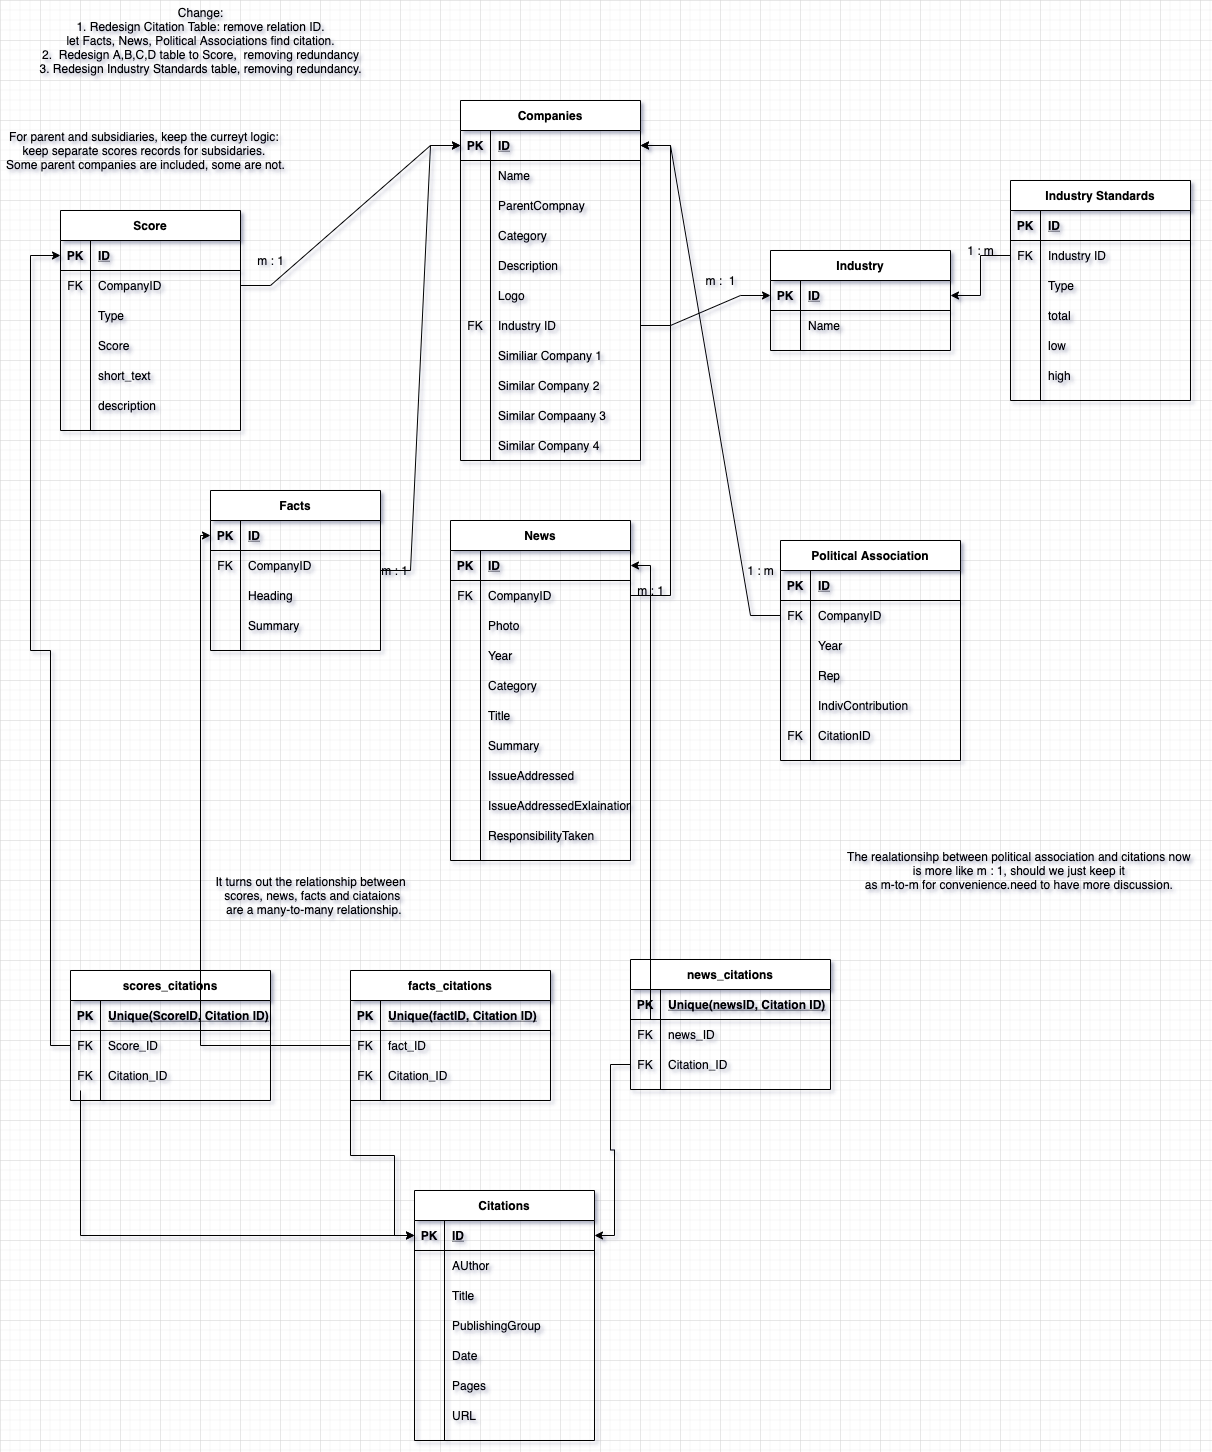 Change:
1. Redesign Citation Table: remove relation ID.
let Facts, News, Political Associations find citation.
2.  Redesign A,B,C,D table to Score,  removing redundancy
3. Redesign Industry Standards table, removing redundancy.
For parent and subsidiaries, keep the curreyt logic:
keep separate scores records for subsidaries.
Some parent companies are included, some are not.
Companies
PK ID
Name
ParentCompnay
Category
Description
Logo
FK Industry ID
Similiar Company 1
Similar Company 2
Similar Compaany 3
Similar Company 4
Score
PK ID
FK CompanyID
Type
Score
short_text
description
m : 1
m :  1
1 : m
Industry
PK ID
Name
Industry Standards
PK ID
FK Industry ID
Type
total
low
high
Facts
PK ID
FK CompanyID
Heading
Summary
m : 1
News
PK ID
FK CompanyID
Photo
Year
Category
Title
Summary
IssueAddressed
IssueAddressedExlaination
ResponsibilityTaken
m : 1
1 : m
Political Association
PK ID
FK CompanyID
Year
Rep
IndivContribution
FK CitationID
The realationsihp between political association and citations now
is more like m : 1, should we just keep it
as m-to-m for convenience.need to have more discussion.
It turns out the relationship between
scores, news, facts and ciataions
are a many-to-many relationship.
scores_citations
PK Unique(ScoreID, Citation ID)
FK Score_ID
FK Citation_ID
facts_citations
PK Unique(factID, Citation ID)
FK fact_ID
FK Citation_ID
news_citations
PK Unique(newsID, Citation ID)
FK news_ID
FK Citation_ID
Citations
PK ID
AUthor
Title
PublishingGroup
Date
Pages
URL